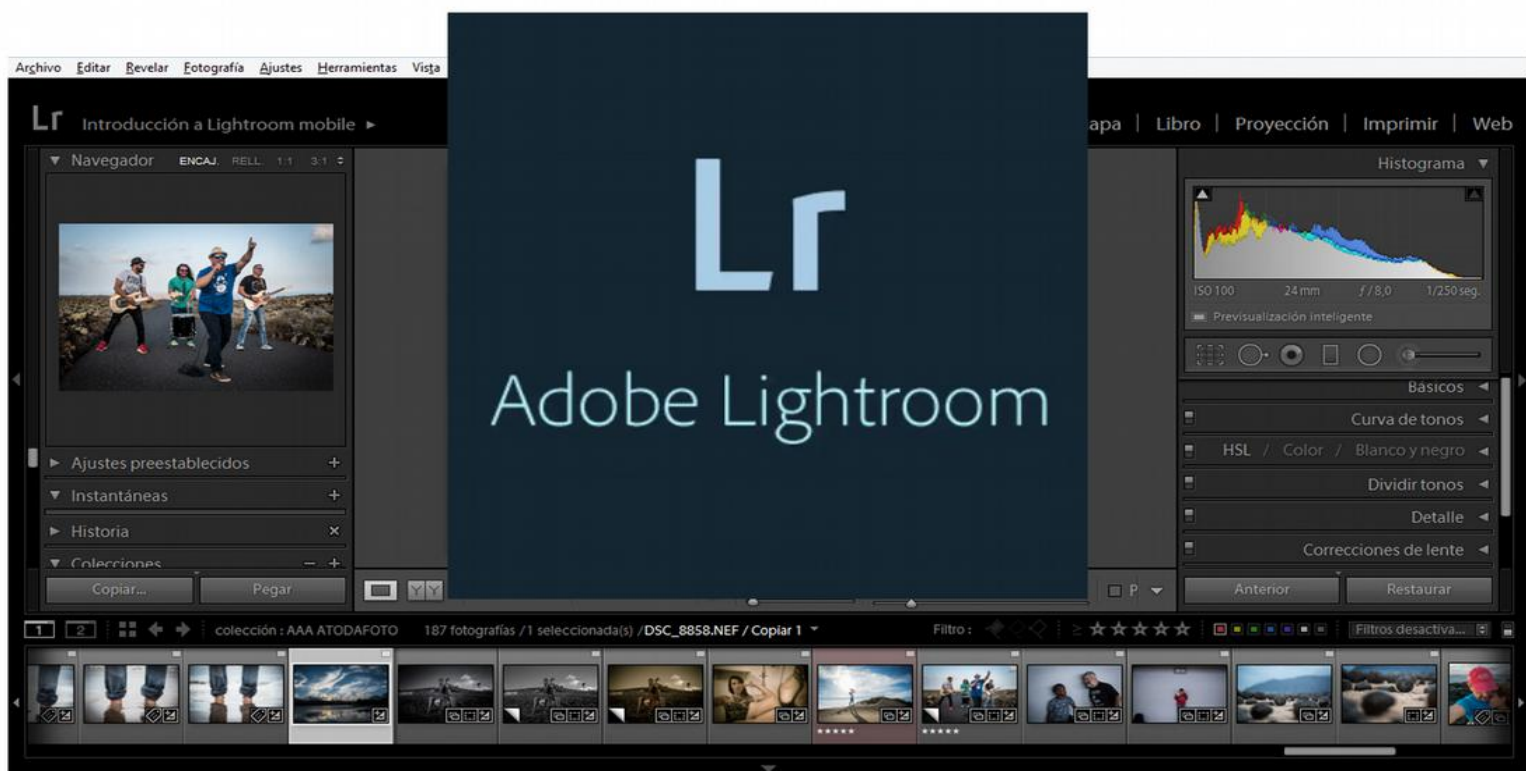 Archivo Editar Revelar Fotografía Ajustes Herramientas Vista
Lr Introducción a Lightroom mobile
apa | Libro | Proyección | Imprimir | Web
Navegador ENCAJ. RELL. 1:1 3:1
Histograma
Lr
Adobe Lightroom
ISO 100 24 mm ƒ / 8,0 1/250 seg.
Previsualización inteligente
Básicos
Curva de tonos
HSL / Color / Blanco y negro
Dividir tonos
Detalle
Correcciones de lente
Ajustes preestablecidos +
Instantáneas +
Historia ×
Colecciones - +
Copiar... Pegar
Y Y
P
Anterior Restaurar
1 2 colección : AAA ATODAFOTO 187 fotografías /1 seleccionada(s) /DSC_8858.NEF / Copiar 1 Filtro : ≥ ★★★★★ Filtros desactiva...
★★★★★ ★★★★★